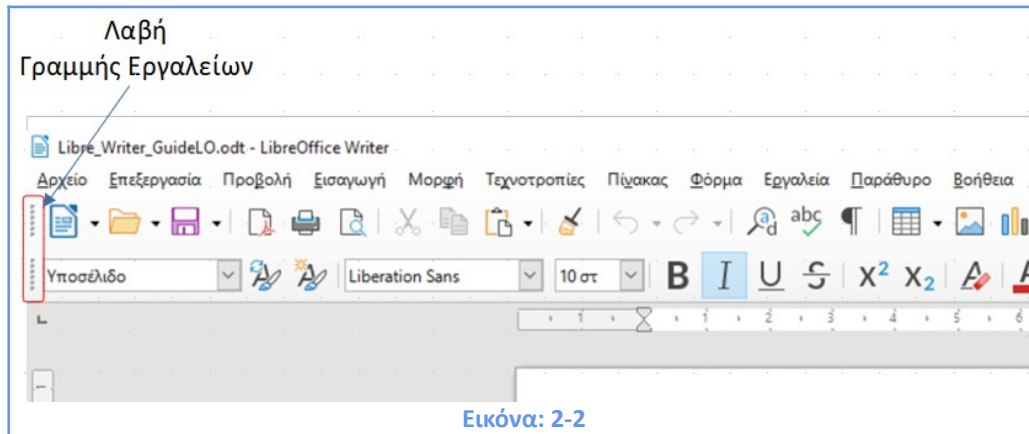 Λαβή
Γραμμής Εργαλείων
Libre_Writer_GuideLO.odt - LibreOffice Writer
Αρχείο Επεξεργασία Προβολή Εισαγωγή Μορφή Τεχνοτροπίες Πίνακας Φόρμα Εργαλεία Παράθυρο Βοήθεια
abc
Υποσέλιδο Liberation Sans 10 στ B I U S X² X₂ A
1 1 2 3 4 5 6
Εικόνα: 2-2